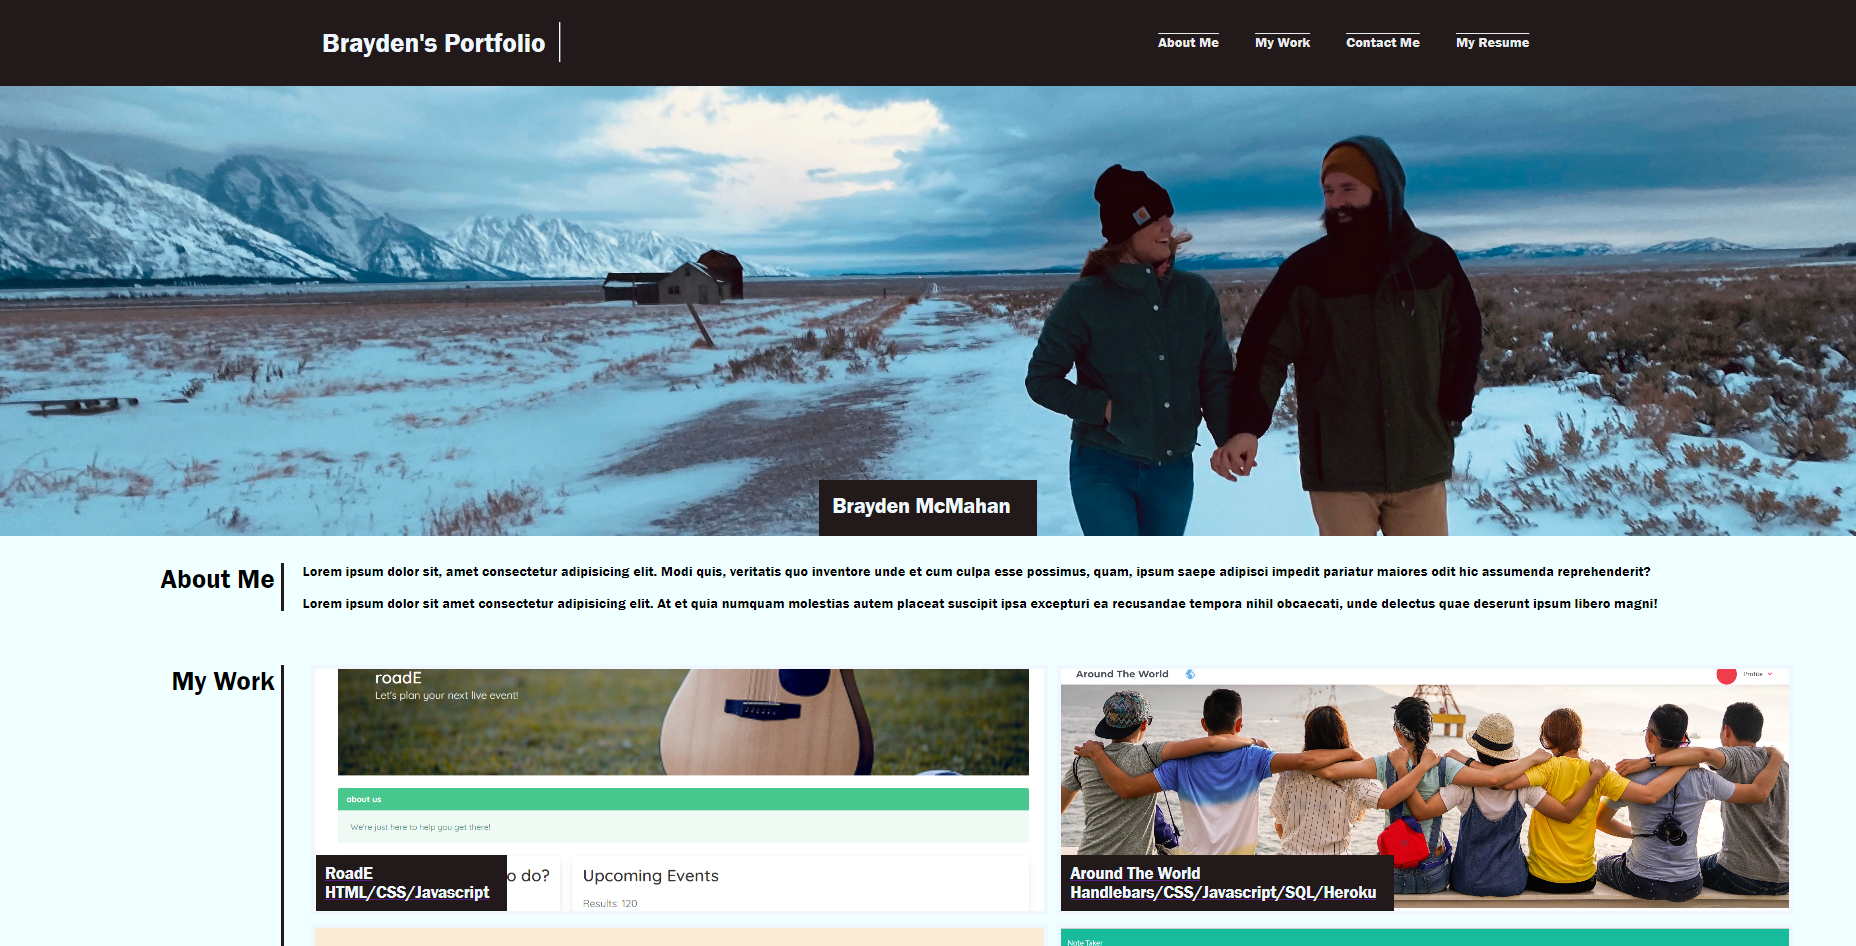 Brayden's Portfolio
About Me
My Work
Contact Me
My Resume
Brayden McMahan
About Me
Lorem ipsum dolor sit, amet consectetur adipisicing elit. Modi quis, veritatis quo inventore unde et cum culpa esse possimus, quam, ipsum saepe adipisci impedit pariatur maiores odit hic assumenda reprehenderit?
Lorem ipsum dolor sit amet consectetur adipisicing elit. At et quia numquam molestias autem placeat suscipit ipsa excepturi ea recusandae tempora nihil obcaecati, unde delectus quae deserunt ipsum libero magni!
My Work
roadE
Let's plan your next live event!
about us
We're just here to help you get there!
o do?
Upcoming Events
Results: 120
RoadE
HTML/CSS/Javascript
Around The World
Profile
Around The World
Handlebars/CSS/Javascript/SQL/Heroku
Note Taker